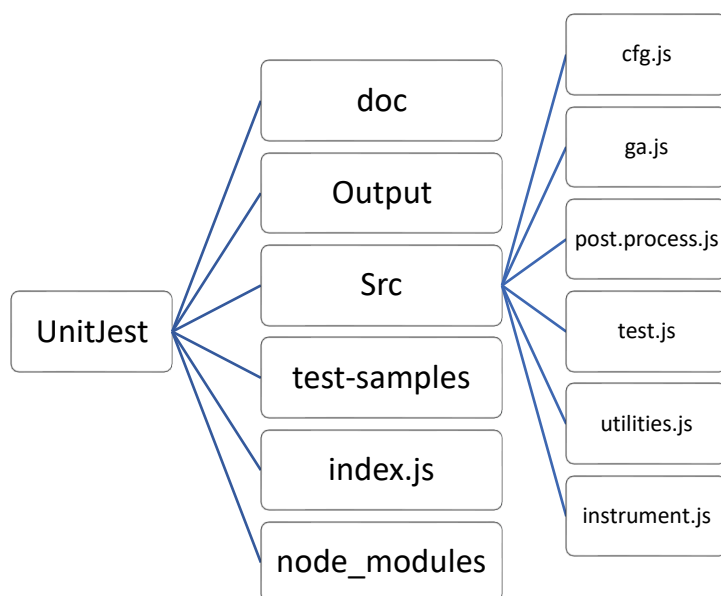 UnitJest
doc
Output
Src
test-samples
index.js
node_modules
cfg.js
ga.js
post.process.js
test.js
utilities.js
instrument.js